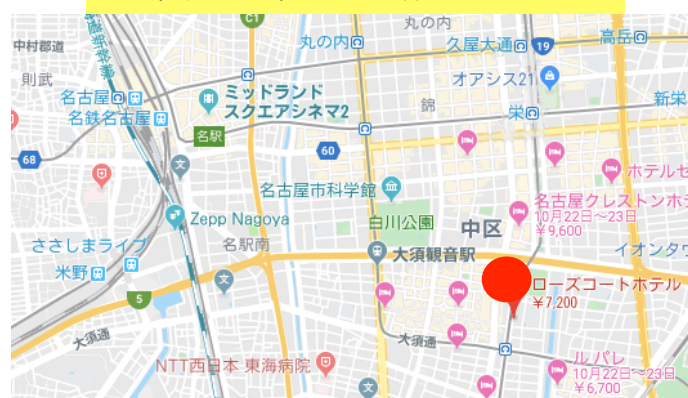 C1
丸の内
中村郡道
丸の内
久屋大通
19
高岳
則武
オアシス21
名古屋
ミッドランド
スクエアシネマ2
錦
栄
新栄
名鉄名古屋
名駅
68
60
ホテルセ
名古屋市科学館
名古屋クレストンホテ
10月22日~23日
¥9,600
Zepp Nagoya
白川公園
中区
ささしまライブ
名駅南
大須観音駅
イオンタウ
米野
ローズコートホテル
¥7,200
5
大須通
大須通
NTT西日本 東海病院
ル パレ
10月22日~23日
¥6,700